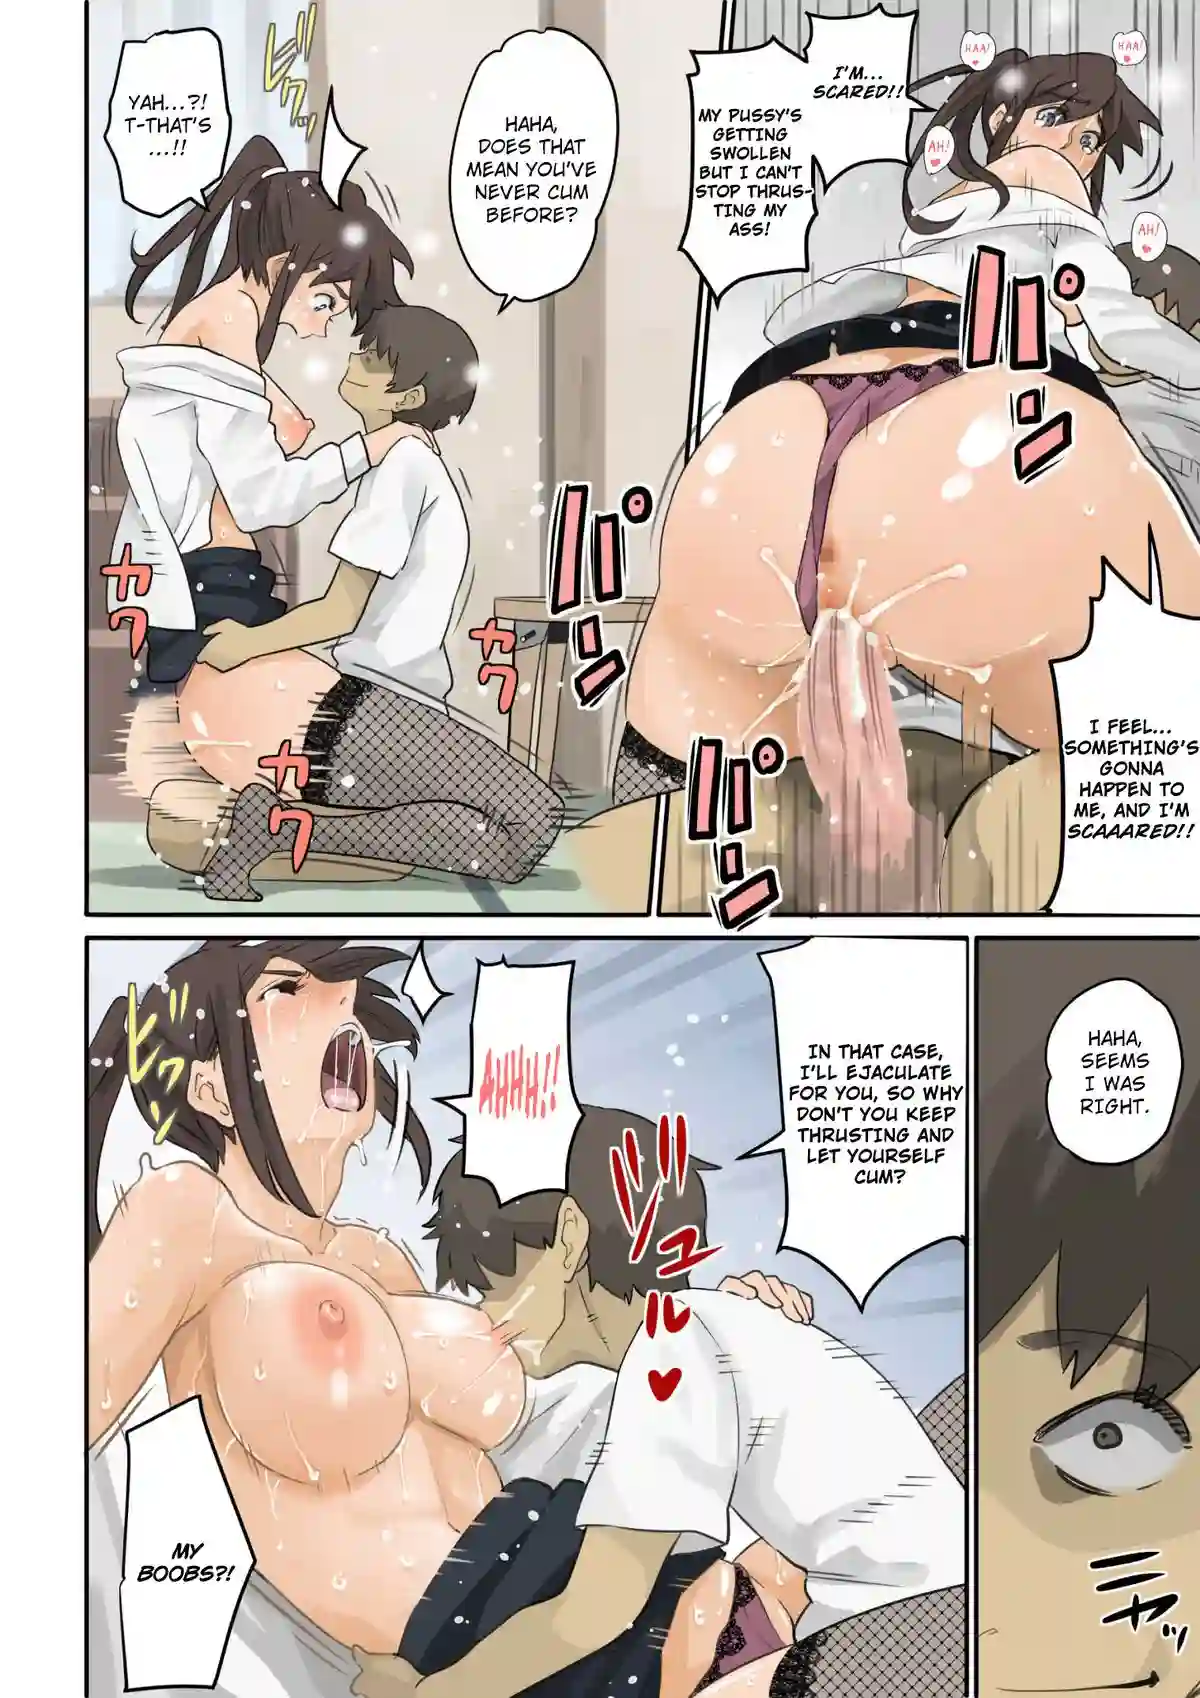 I'M...
SCARED!!
MY PUSSY'S
GETTING
SWOLLEN
BUT I CAN'T
STOP THRUS-
TING MY
ASS!
HAA!
HAA!
AH!
AH!
パン
パン
パン
I FEEL...
SOMETHING'S
GONNA
HAPPEN TO
ME, AND I'M
SCAAARED!!
HAHA,
DOES THAT
MEAN YOU'VE
NEVER CUM
BEFORE?
YAH...?!
T-THAT'S
...!!
ビク
カク
カク
カク
HAHA,
SEEMS
I WAS
RIGHT.
ニヤッ
IN THAT CASE,
I'LL EJACULATE
FOR YOU, SO WHY
DON'T YOU KEEP
THRUSTING AND
LET YOURSELF
CUM?
ヂュル
AHHH!!
ビクン
MY
BOOBS?!